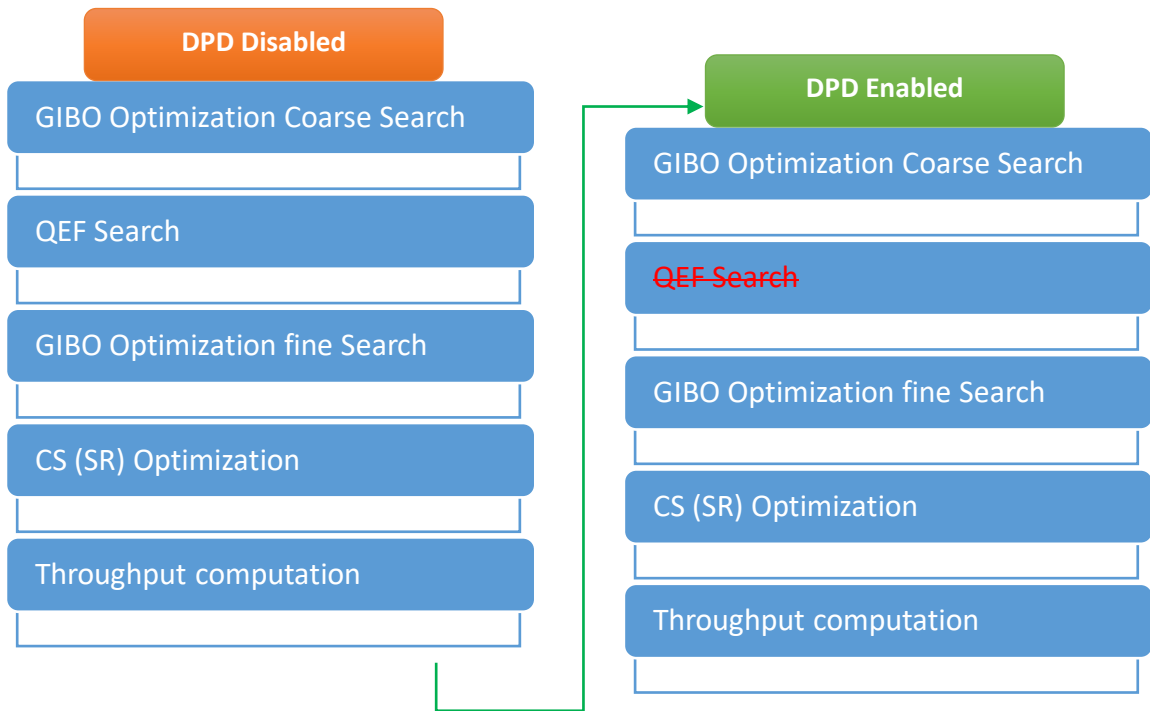 DPD Disabled
GIBO Optimization Coarse Search
QEF Search
GIBO Optimization fine Search
CS (SR) Optimization
Throughput computation
DPD Enabled
GIBO Optimization Coarse Search
QEF Search
GIBO Optimization fine Search
CS (SR) Optimization
Throughput computation